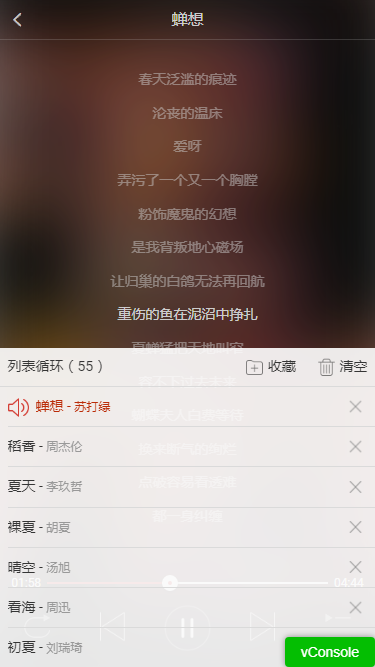 蝉想
春天泛滥的痕迹
沦丧的温床
爱呀
弄污了一个又一个胸膛
粉饰魔鬼的幻想
是我背叛地心磁场
让归巢的白鸽无法再回航
重伤的鱼在泥沼中挣扎
列表循环（55）
收藏
清空
蝉想 - 苏打绿
稻香 - 周杰伦
夏天 - 李玖哲
裸夏 - 胡夏
晴空 - 汤旭
01:58
04:44
看海 - 周迅
初夏 - 刘瑞琦
vConsole